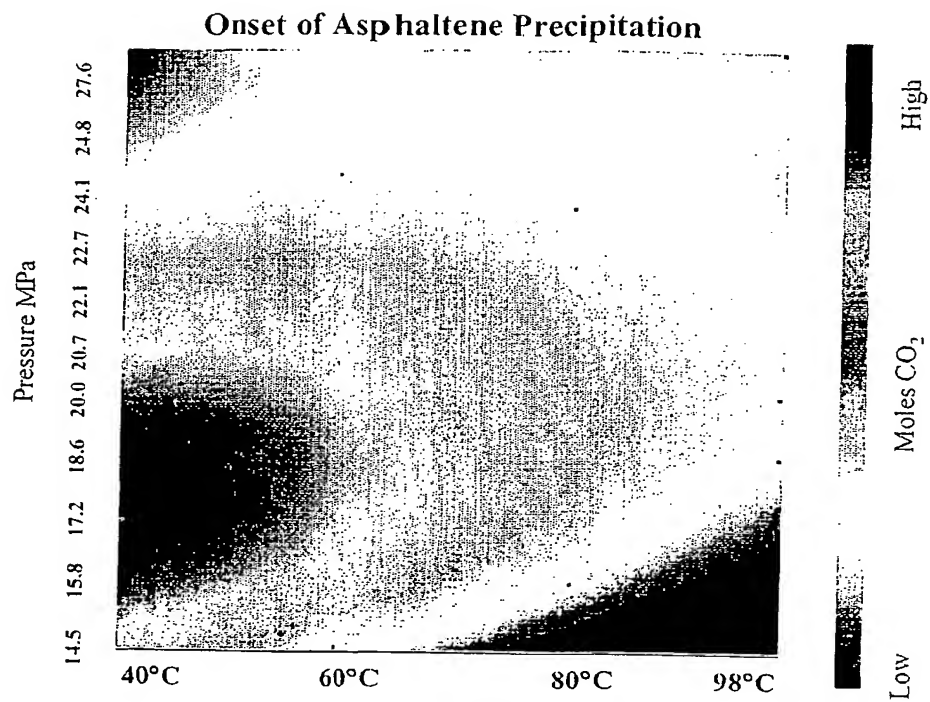 Onset of Asphaltene Precipitation
Pressure MPa
27.6
24.8
24.1
22.7
22.1
20.7
20.0
18.6
17.2
15.8
14.5
40°C 60°C 80°C 98°C
High
Moles CO₂
Low